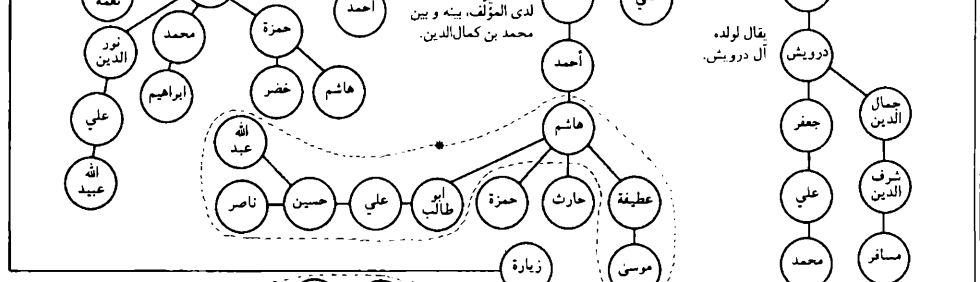 نعمة
أحمد
لدى المؤلّف، بينه و بين
محمد بن كمال‌الدين.
يقال لولده
آل درويش.
درويش
محمد
حمزة
نور
الدين
أحمد
ابراهيم
خضر
هاشم
جمال
الدين
علي
هاشم
جعفر
الله
عبد
الله
عبيد
شرف
الدين
ناصر
حسين
علي
ابو
طالب
حمزة
حارث
عطيفة
علي
زيارة
موسى
محمد
مسافر